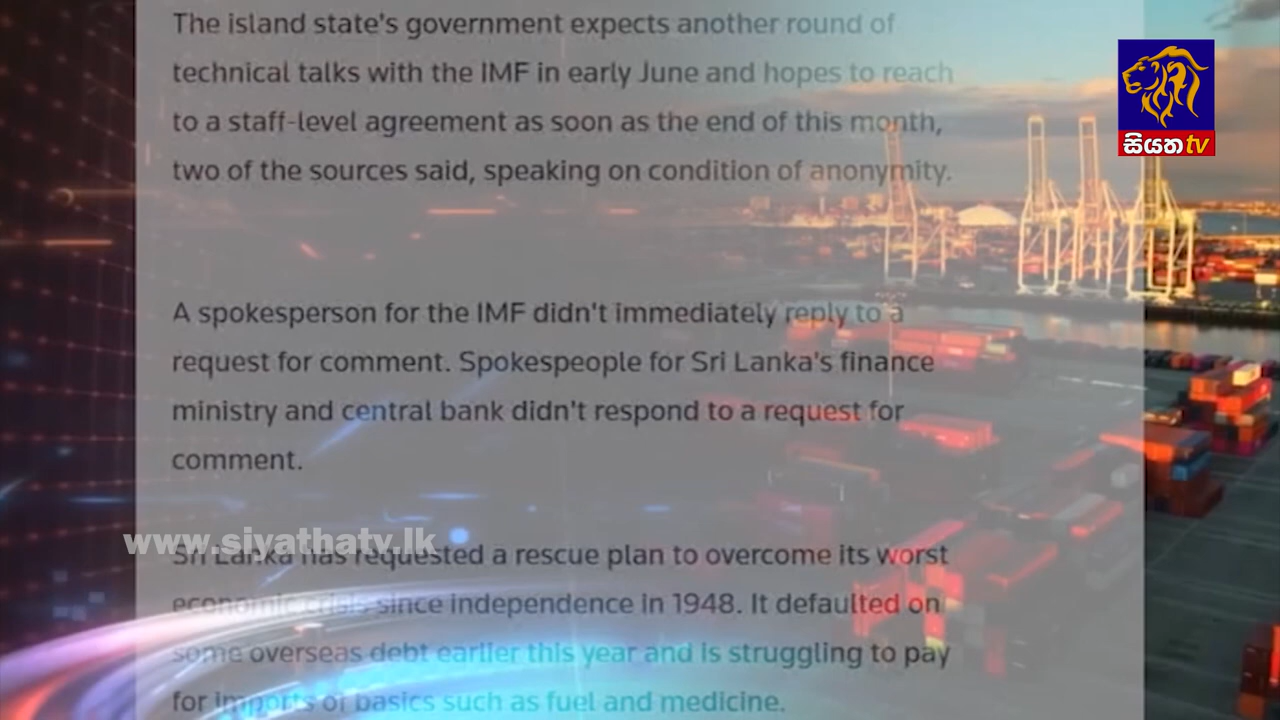 The island state's government expects another round of
technical talks with the IMF in early June and hopes to reach
to a staff-level agreement as soon as the end of this month,
two of the sources said, speaking on condition of anonymity.
සියත tv
A spokesperson for the IMF didn't immediately reply to a
request for comment. Spokespeople for Sri Lanka's finance
ministry and central bank didn't respond to a request for
comment.
www.siyathatv.lk
Sri Lanka has requested a rescue plan to overcome its worst
economic crisis since independence in 1948. It defaulted on
some overseas debt earlier this year and is struggling to pay
for imports of basics such as fuel and medicine.